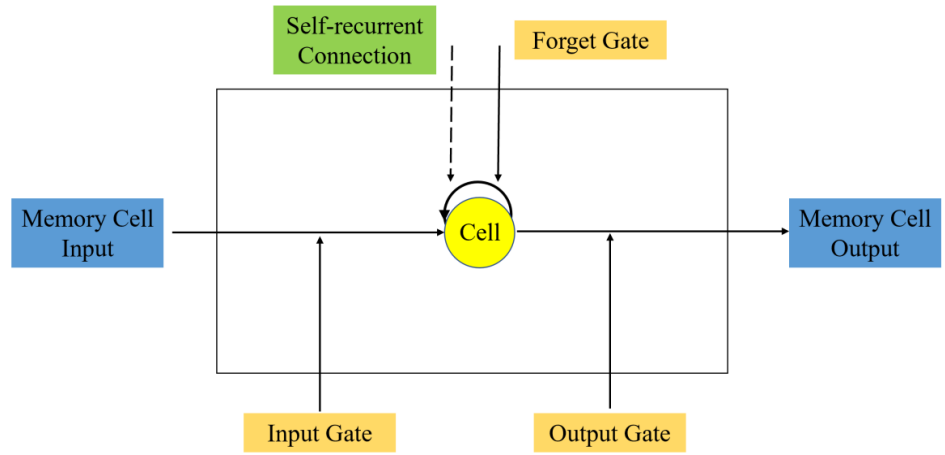 Self-recurrent
Connection
Forget Gate
Memory Cell
Input
Cell
Memory Cell
Output
Input Gate
Output Gate